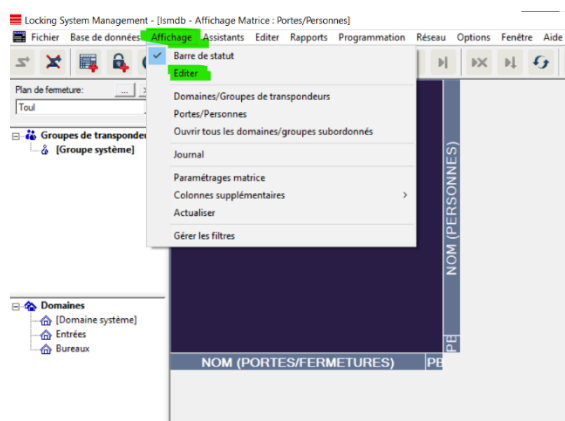 Locking System Management - [lsmdb - Affichage Matrice : Portes/Personnes]
Fichier Base de données Affichage Assistants Editer Rapports Programmation Réseau Options Fenêtre Aide
Barre de statut
Editer
Domaines/Groupes de transpondeurs
Portes/Personnes
Ouvrir tous les domaines/groupes subordonnés
Journal
Paramétrages matrice
Colonnes supplémentaires
Actualiser
Gérer les filtres
Plan de fermeture:
...
Toul
Groupes de transponde
[Groupe système]
Domaines
[Domaine système]
Entrées
Bureaux
NOM (PERSONNES)
PE
NOM (PORTES/FERMETURES)
PE